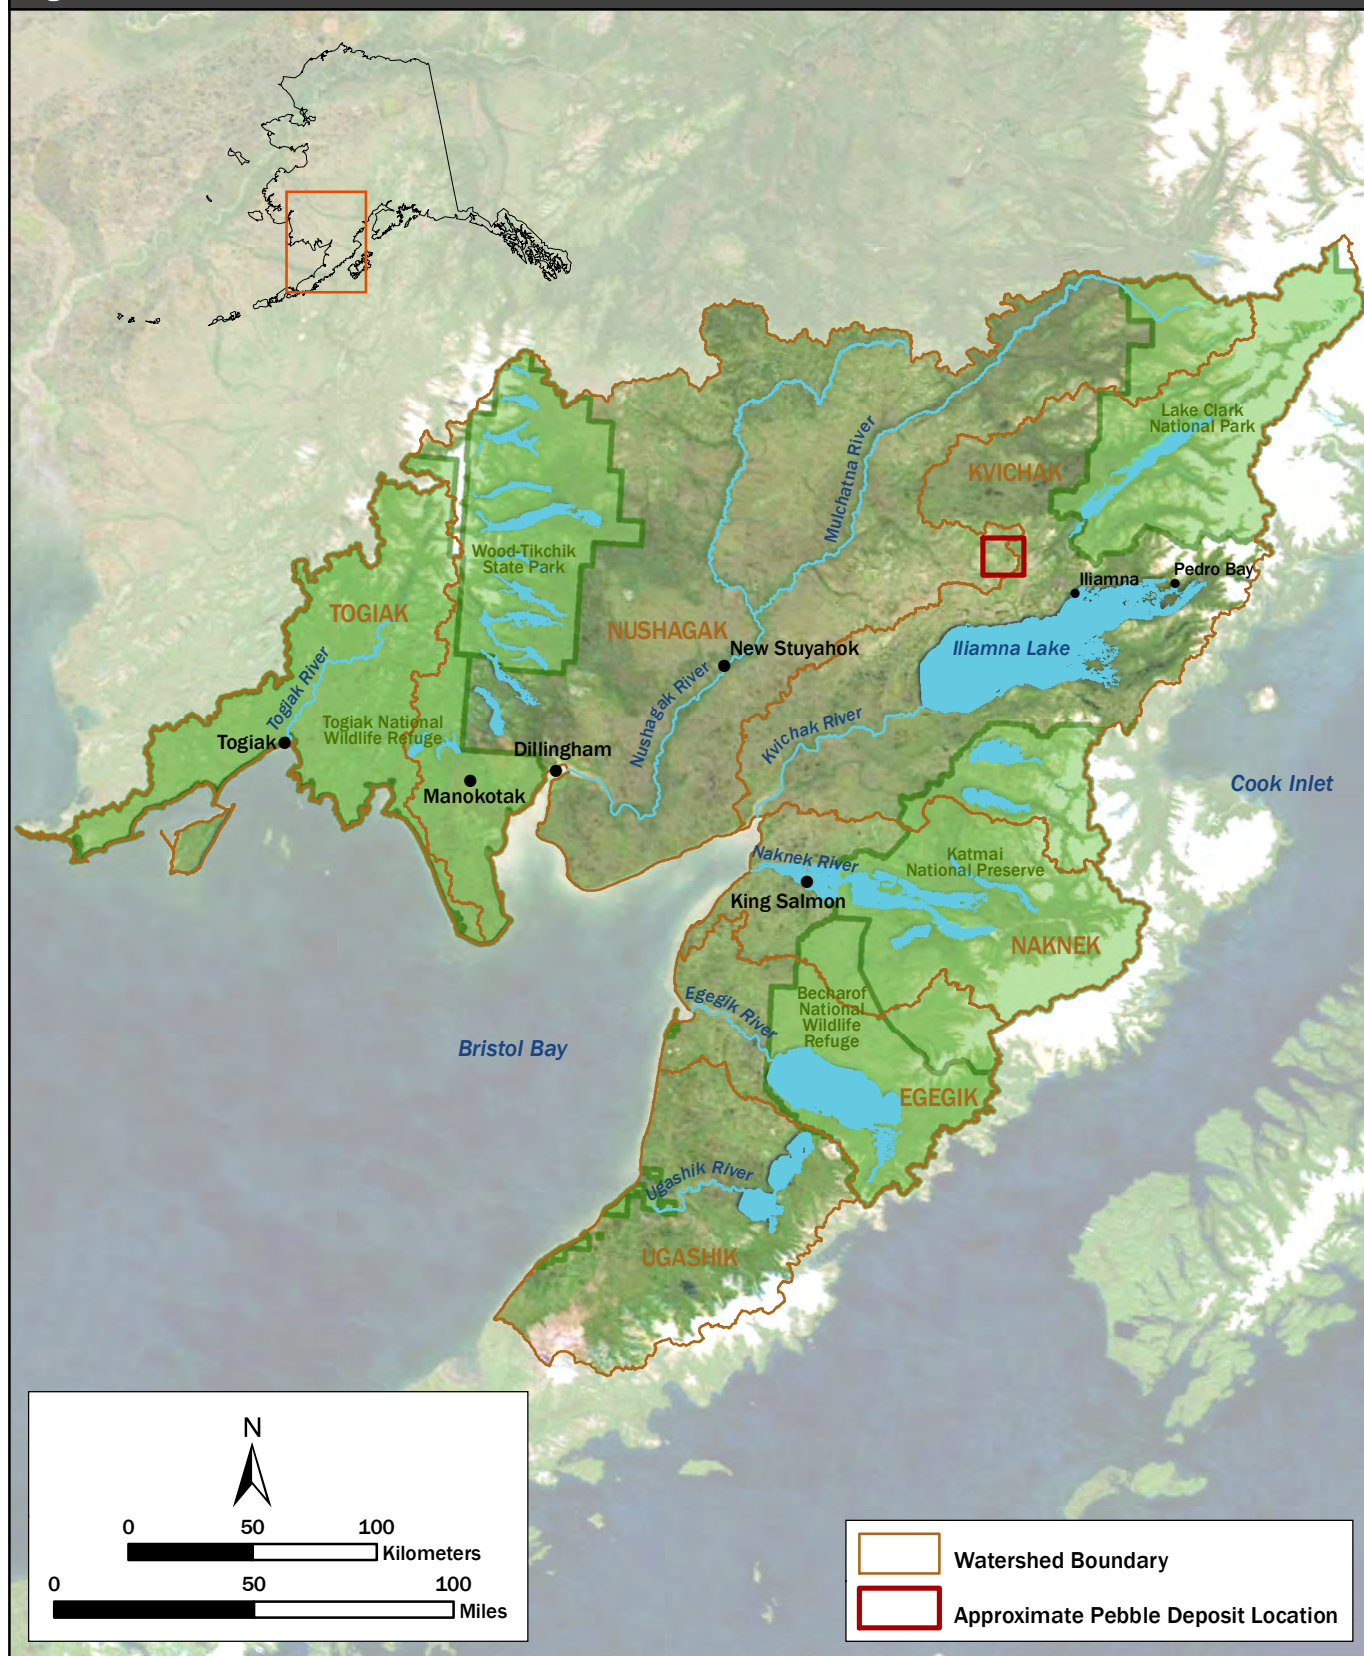 Lake Clark
National Park
KVICHAK
Mulchatna River
Wood-Tikchik
State Park
Iliamna
Pedro Bay
TOGIAK
NUSHAGAK
New Stuyahok
Iliamna Lake
Togiak River
Nushagak River
Togiak National
Wildlife Refuge
Kvichak River
Togiak
Dillingham
Manokotak
Cook Inlet
Naknek River
Katmai
National Preserve
King Salmon
NAKNEK
Egegik River
Becharof
National
Wildlife
Refuge
Bristol Bay
EGEGIK
Ugashik River
UGASHIK
N
0 50 100
Kilometers
0 50 100
Miles
Watershed Boundary
Approximate Pebble Deposit Location